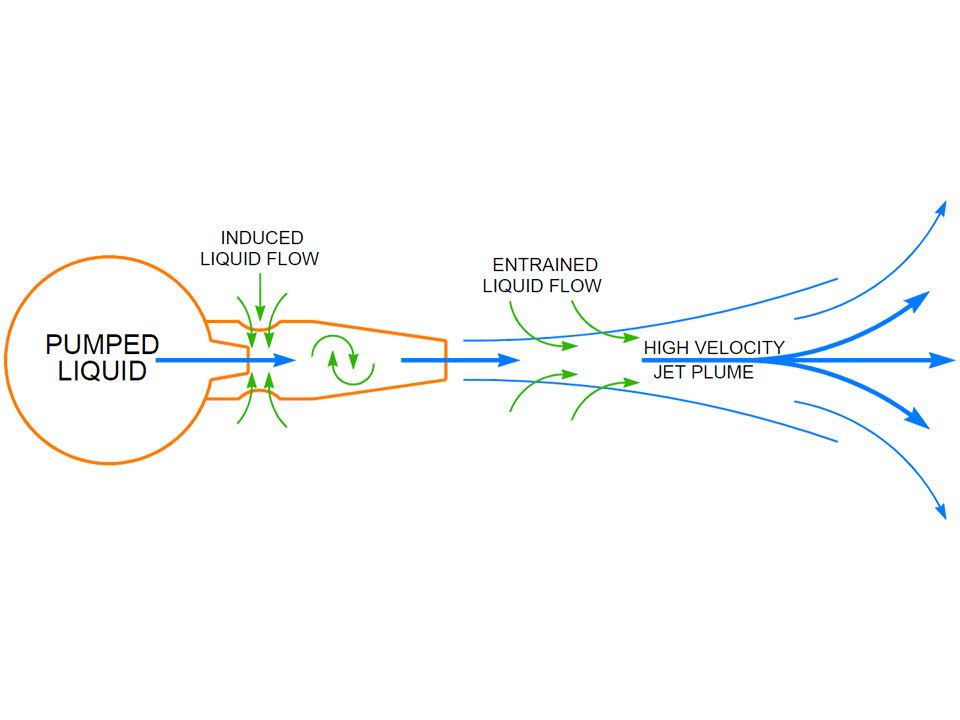 INDUCED
LIQUID FLOW
ENTRAINED
LIQUID FLOW
PUMPED
LIQUID
HIGH VELOCITY
JET PLUME